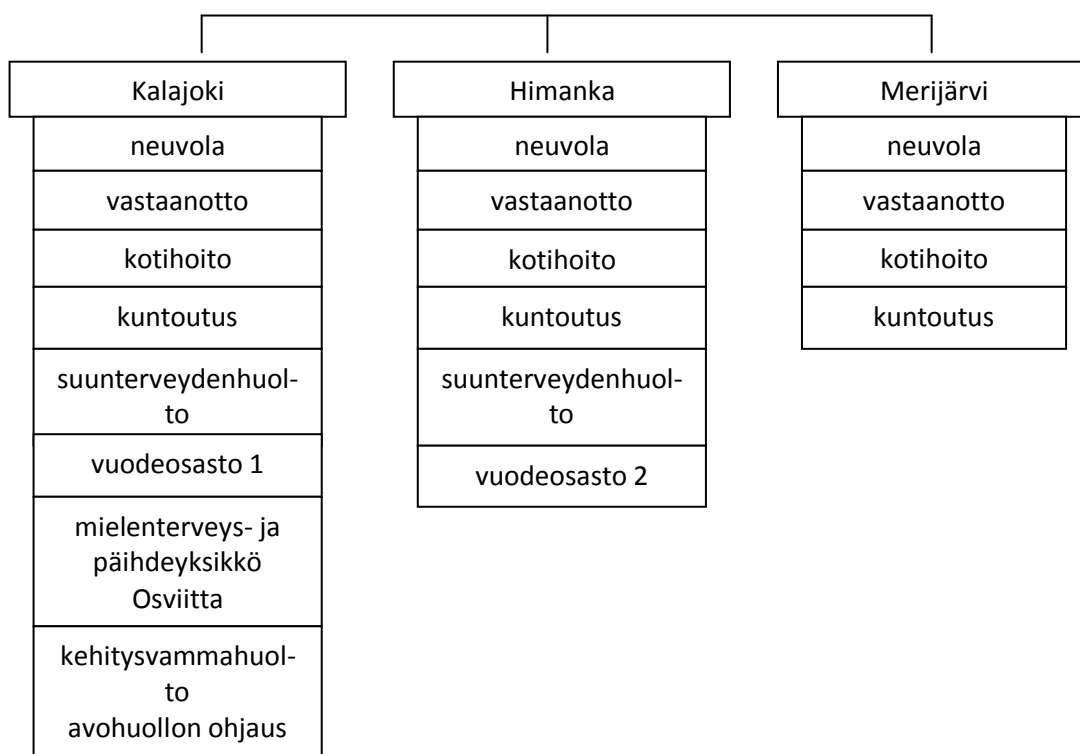 Kalajoki
neuvola
vastaanotto
kotihoito
kuntoutus
suunterveydenhuol-
to
vuodeosasto 1
mielenterveys- ja
päihdeyksikkö
Osviitta
kehitysvammahuol-
to
avohuollon ohjaus
Himanka
neuvola
vastaanotto
kotihoito
kuntoutus
suunterveydenhuol-
to
vuodeosasto 2
Merijärvi
neuvola
vastaanotto
kotihoito
kuntoutus